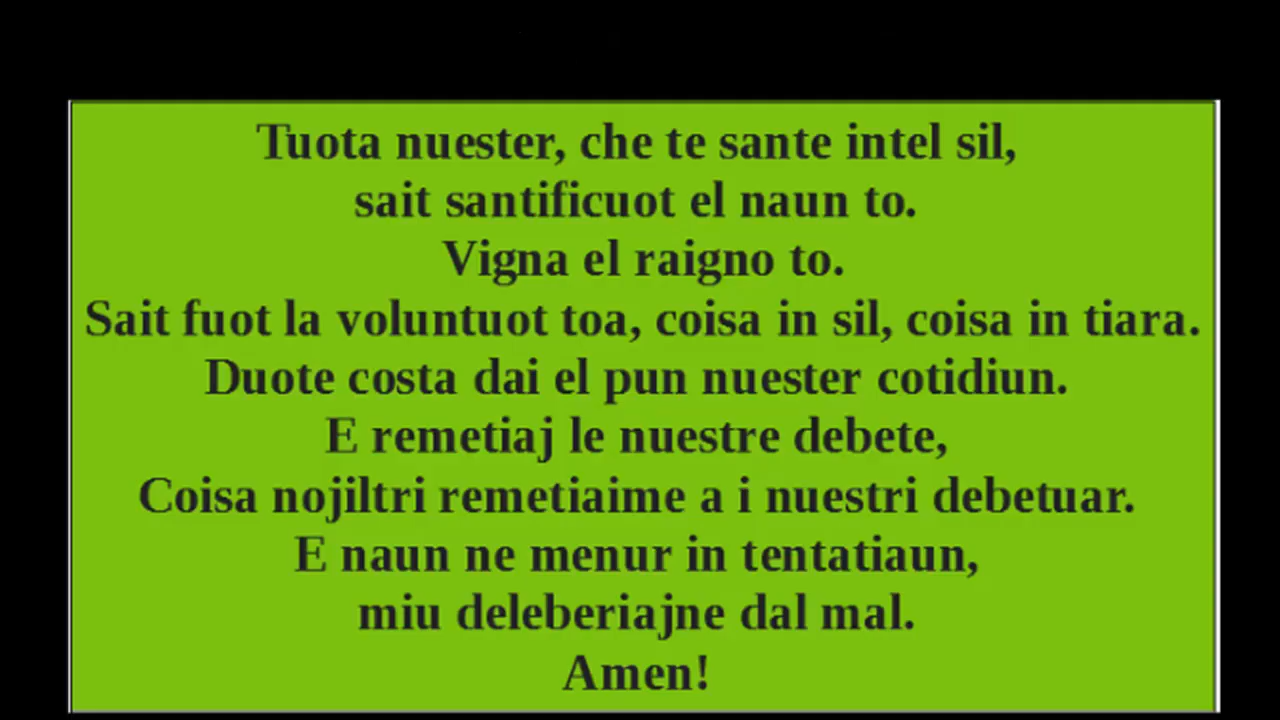 Tuota nuester, che te sante intel sil,
sait santificuot el naun to.
Vigna el raigno to.
Sait fuot la voluntuot toa, coisa in sil, coisa in tiara.
Duote costa dai el pun nuester cotidiun.
E remetiaj le nuestre debete,
Coisa nojiltri remetiaime a i nuestri debetuar.
E naun ne menur in tentatiaun,
miu deleberiajne dal mal.
Amen!